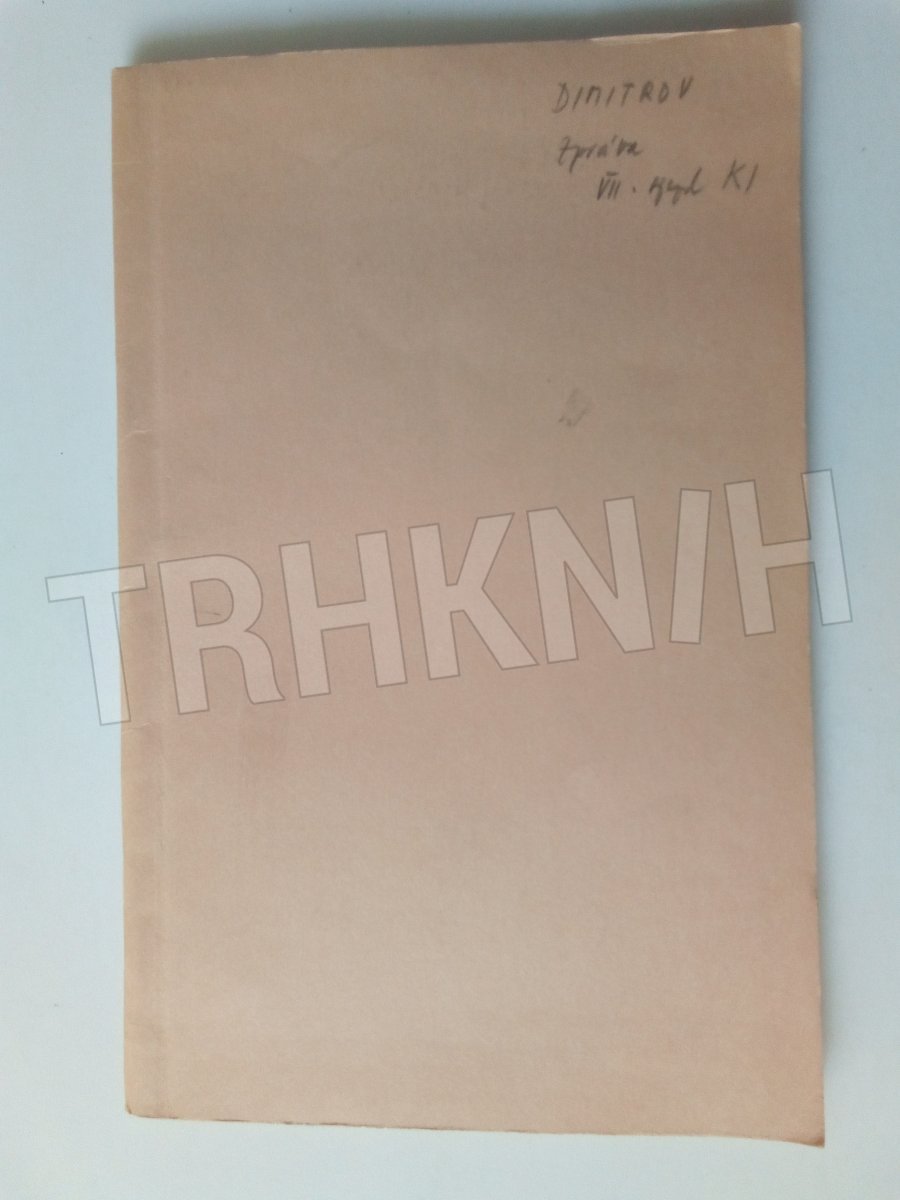 DIMITROV
Zpráva
VII. sjezd KI
TRHKNIH